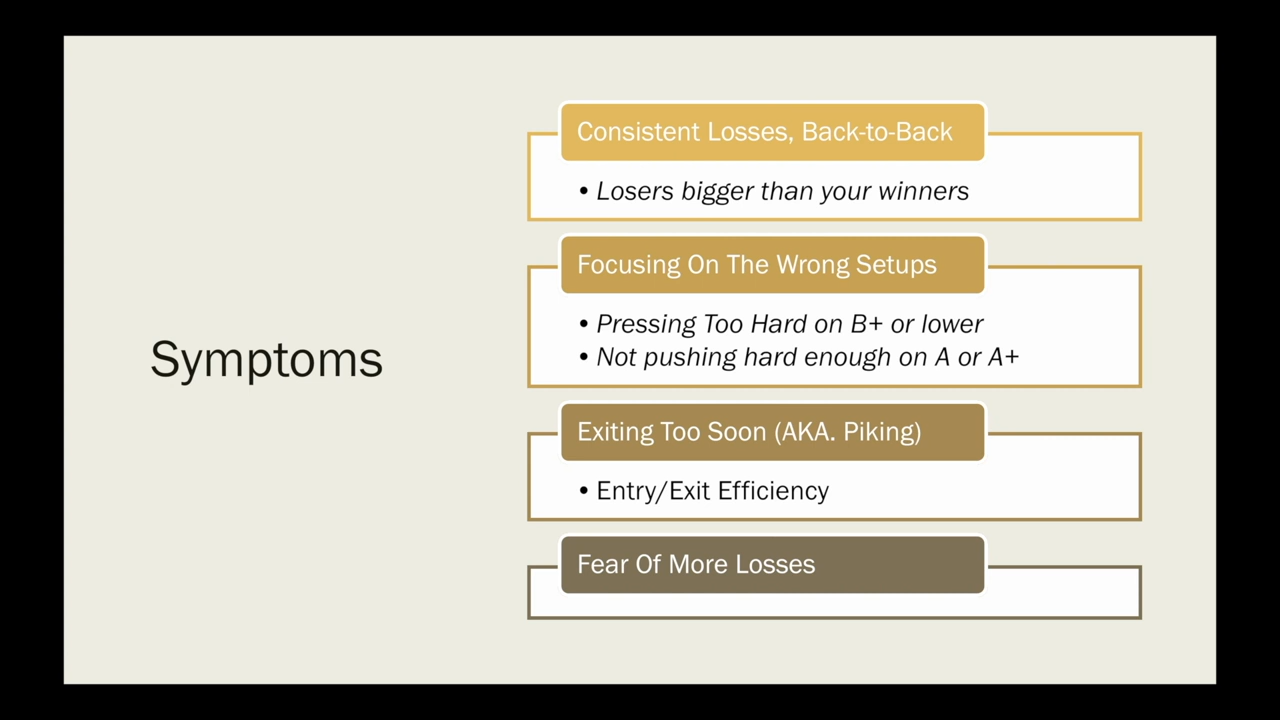 Symptoms
Consistent Losses, Back-to-Back
• Losers bigger than your winners
Focusing On The Wrong Setups
• Pressing Too Hard on B+ or lower
• Not pushing hard enough on A or A+
Exiting Too Soon (AKA. Piking)
• Entry/Exit Efficiency
Fear Of More Losses